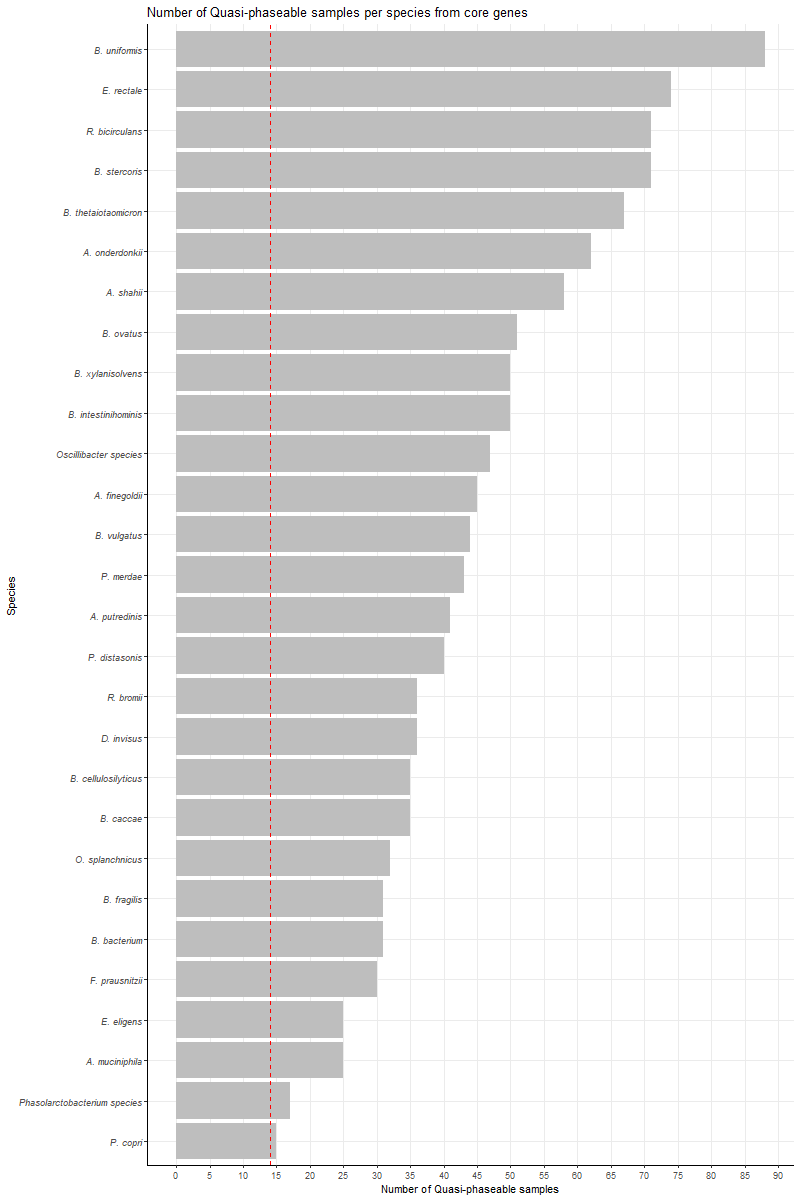 Number of Quasi-phaseable samples per species from core genes
B. uniformis
E. rectale
R. bicirculans
B. stercoris
B. thetaiotaomicron
A. onderdonkii
A. shahii
B. ovatus
B. xylanisolvens
B. intestinihominis
Oscillibacter species
A. finegoldii
B. vulgatus
P. merdae
A. putredinis
P. distasonis
R. bromii
D. invisus
B. cellulosilyticus
B. caccae
O. splanchnicus
B. fragilis
B. bacterium
F. prausnitzii
E. eligens
A. muciniphila
Phasolarctobacterium species
P. copri
Species
0 5 10 15 20 25 30 35 40 45 50 55 60 65 70 75 80 85 90
Number of Quasi-phaseable samples